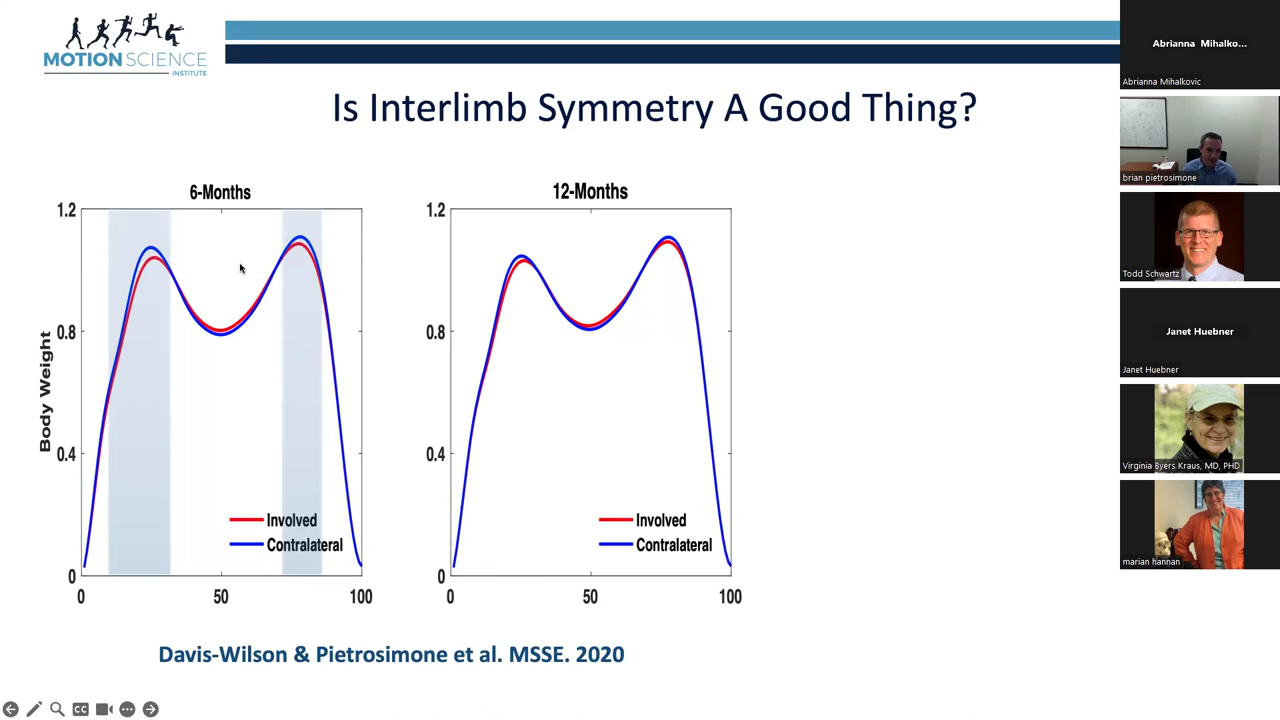 MOTION SCIENCE
INSTITUTE
Is Interlimb Symmetry A Good Thing?
6-Months
1.2
0.8
0.4
0
Body Weight
Involved
Contralateral
0 50 100
12-Months
1.2
0.8
0.4
0
Involved
Contralateral
0 50 100
Davis-Wilson & Pietrosimone et al. MSSE. 2020
CC
Abrianna Mihalko...
Abrianna Mihalkovic
brian pietrosimone
Todd Schwartz
Janet Huebner
Janet Huebner
Virginia Byers Kraus, MD, PHD
marian hannan